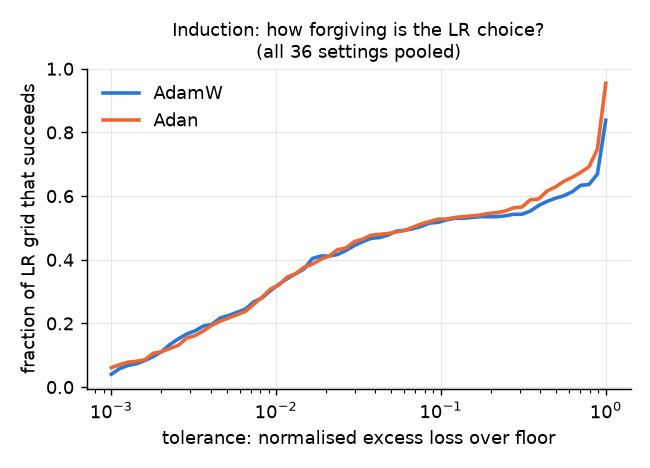 Induction: how forgiving is the LR choice?
(all 36 settings pooled)
fraction of LR grid that succeeds
1.0
0.8
0.6
0.4
0.2
0.0
AdamW
Adan
10⁻³
10⁻²
10⁻¹
10⁰
tolerance: normalised excess loss over floor